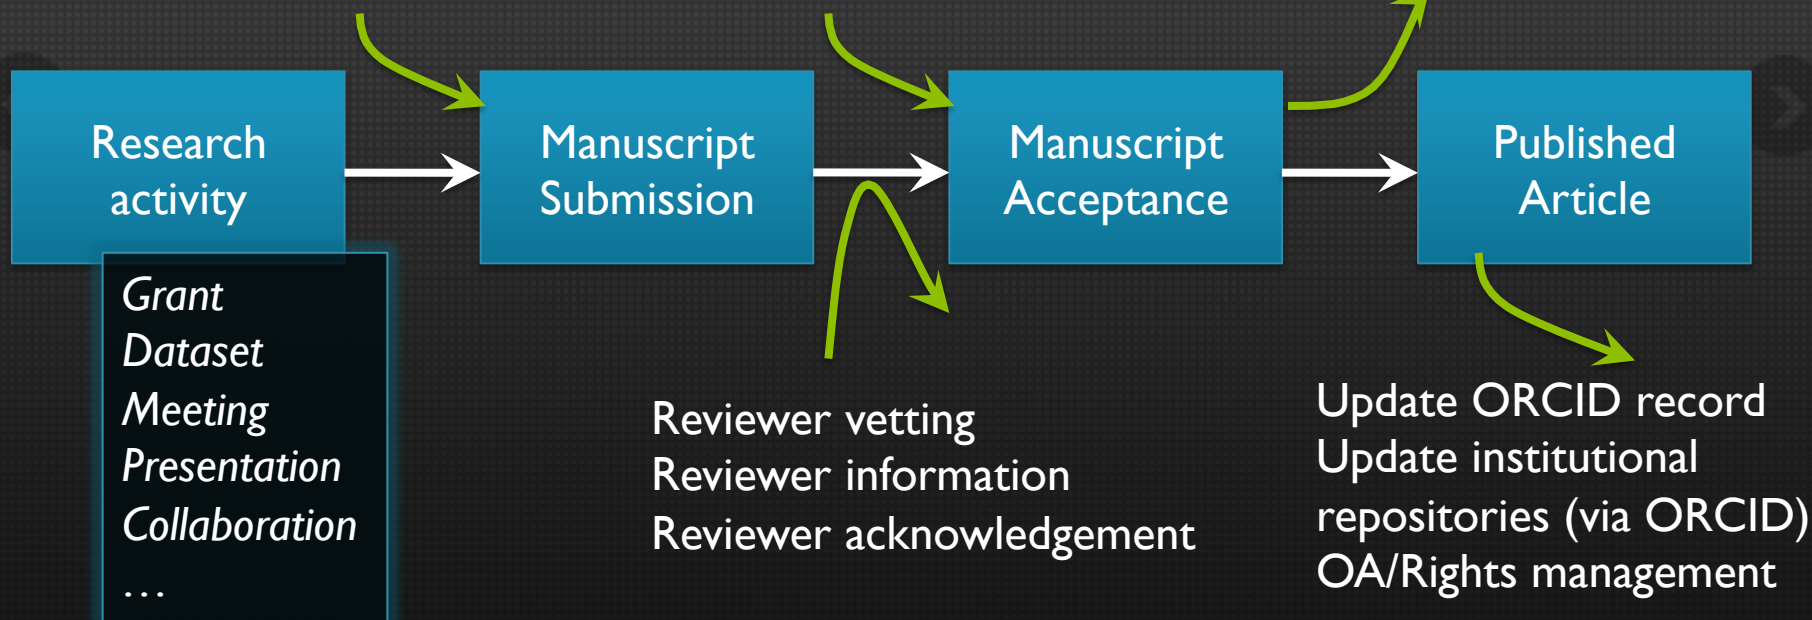 Research
activity
Manuscript
Submission
Manuscript
Acceptance
Published
Article
Grant
Dataset
Meeting
Presentation
Collaboration
…
Reviewer vetting
Reviewer information
Reviewer acknowledgement
Update ORCID record
Update institutional
repositories (via ORCID)
OA/Rights management